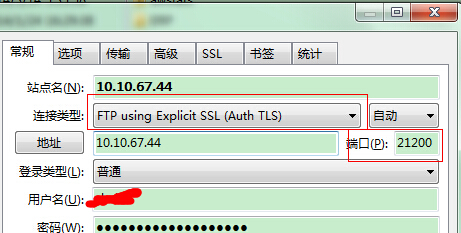 常规 选项 传输 高级 SSL 书签 统计
站点名(N): 10.10.67.44
连接类型: FTP using Explicit SSL (Auth TLS) 自动
地址 10.10.67.44 端口(P): 21200
登录类型(L): 普通
用户名(U):
密码(W): ●●●●●●●●●●●●●●●●●●●